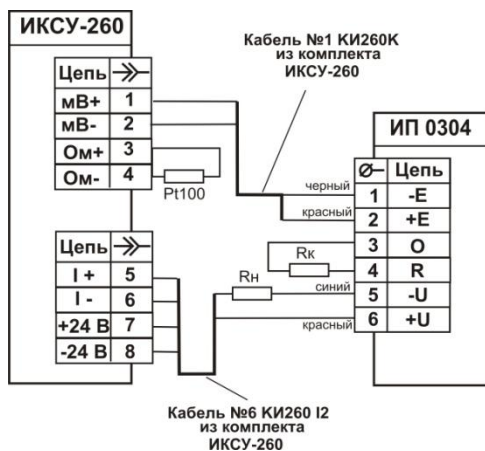 ИКСУ-260
Кабель №1 КИ260К
из комплекта
ИКСУ-260
Цепь
мВ+ 1
мВ- 2
Ом+ 3
Ом- 4
Pt100
ИП 0304
Цепь
черный 1 -E
красный 2 +E
3 O
Rк 4 R
Rн синий 5 -U
красный 6 +U
Цепь
I + 5
I - 6
+24 В 7
-24 В 8
Кабель №6 КИ260 I2
из комплекта
ИКСУ-260